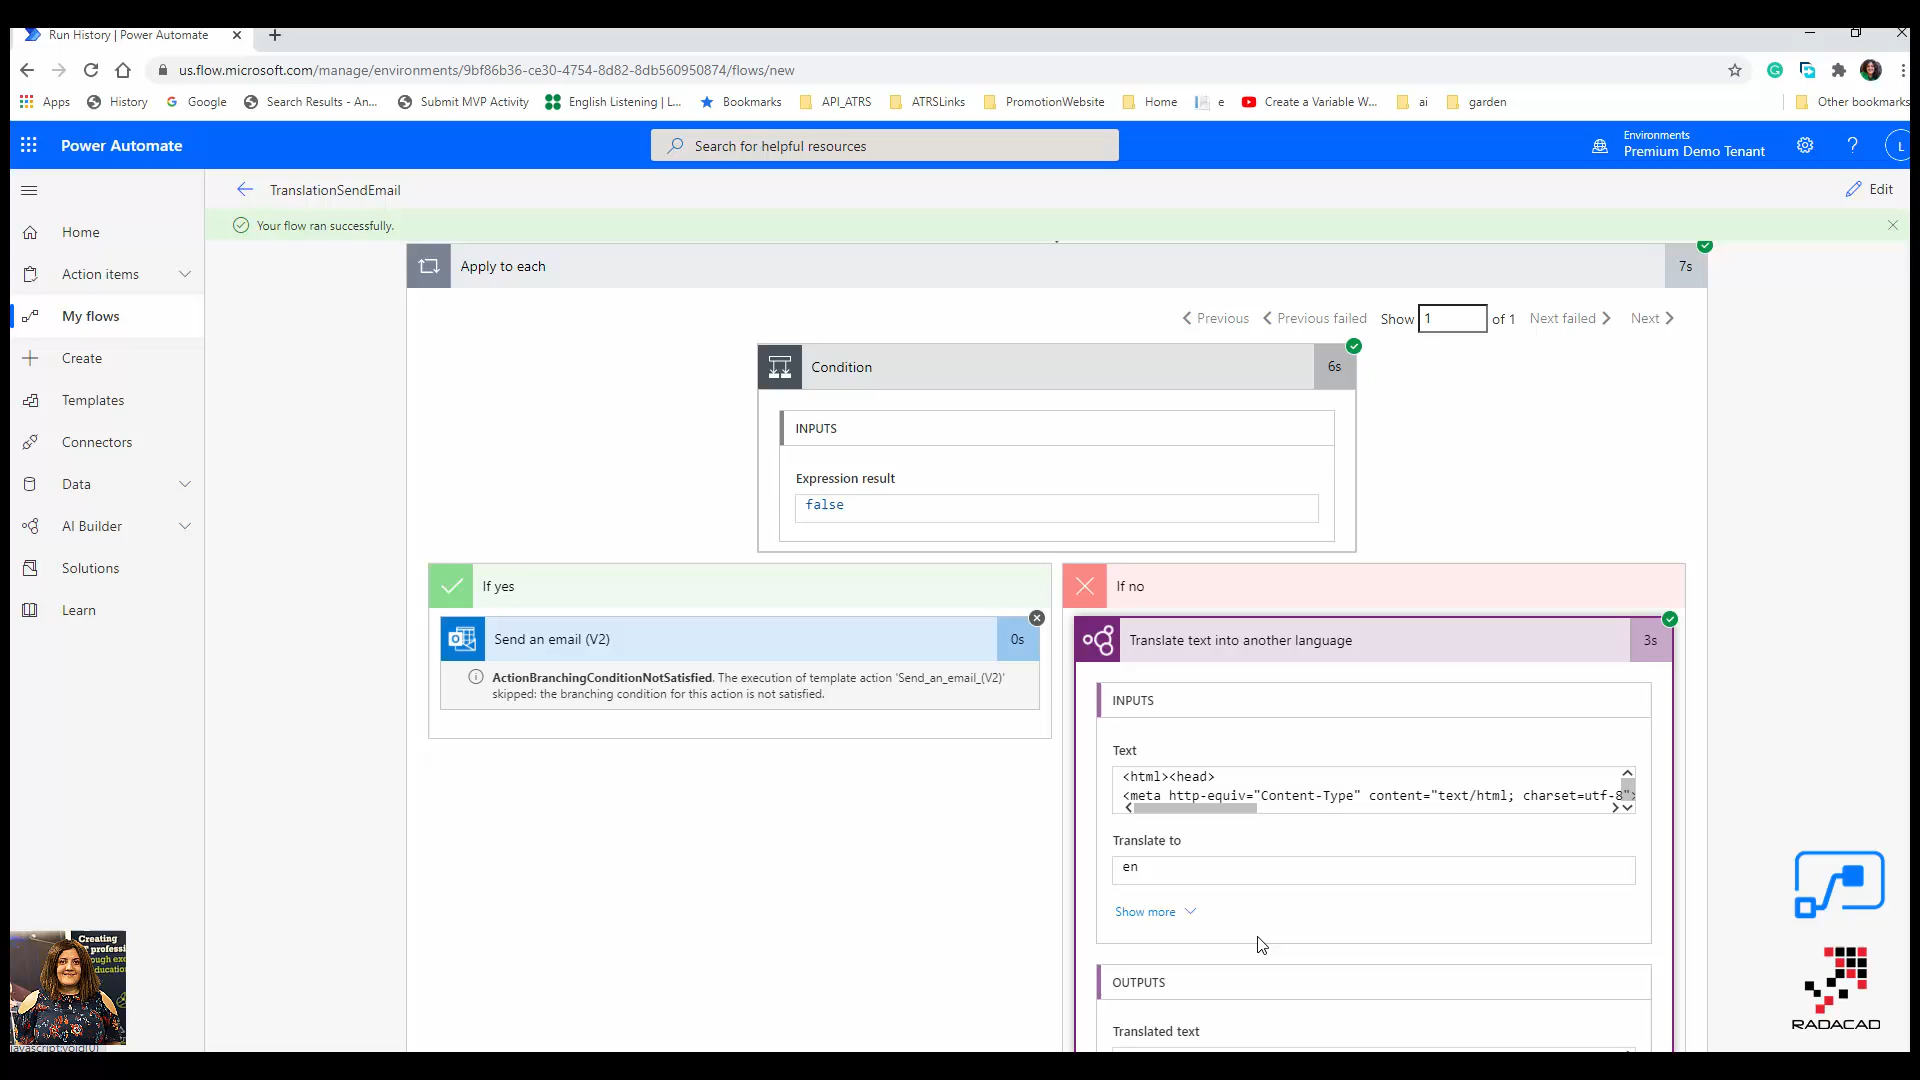 Run History | Power Automate
us.flow.microsoft.com/manage/environments/9bf86b36-ce30-4754-8d82-8db560950874/flows/new
Apps
History
Google
Search Results - An...
Submit MVP Activity
English Listening | L...
Bookmarks
API_ATRS
ATRSLinks
PromotionWebsite
Home
e
Create a Variable W...
ai
garden
Other bookmarks
Power Automate
Search for helpful resources
Environments
Premium Demo Tenant
L
TranslationSendEmail
Edit
Your flow ran successfully.
Home
Action items
My flows
Create
Templates
Connectors
Data
AI Builder
Solutions
Learn
Apply to each
7s
Previous
Previous failed
Show 1 of 1
Next failed
Next
Condition
6s
INPUTS
Expression result
false
If yes
Send an email (V2)
0s
ActionBranchingConditionNotSatisfied. The execution of template action 'Send_an_email_(V2)'
skipped: the branching condition for this action is not satisfied.
If no
Translate text into another language
3s
INPUTS
Text
<html><head>
<meta http-equiv="Content-Type" content="text/html; charset=utf-8">
Translate to
en
Show more
OUTPUTS
Translated text
Creating
RADACAD